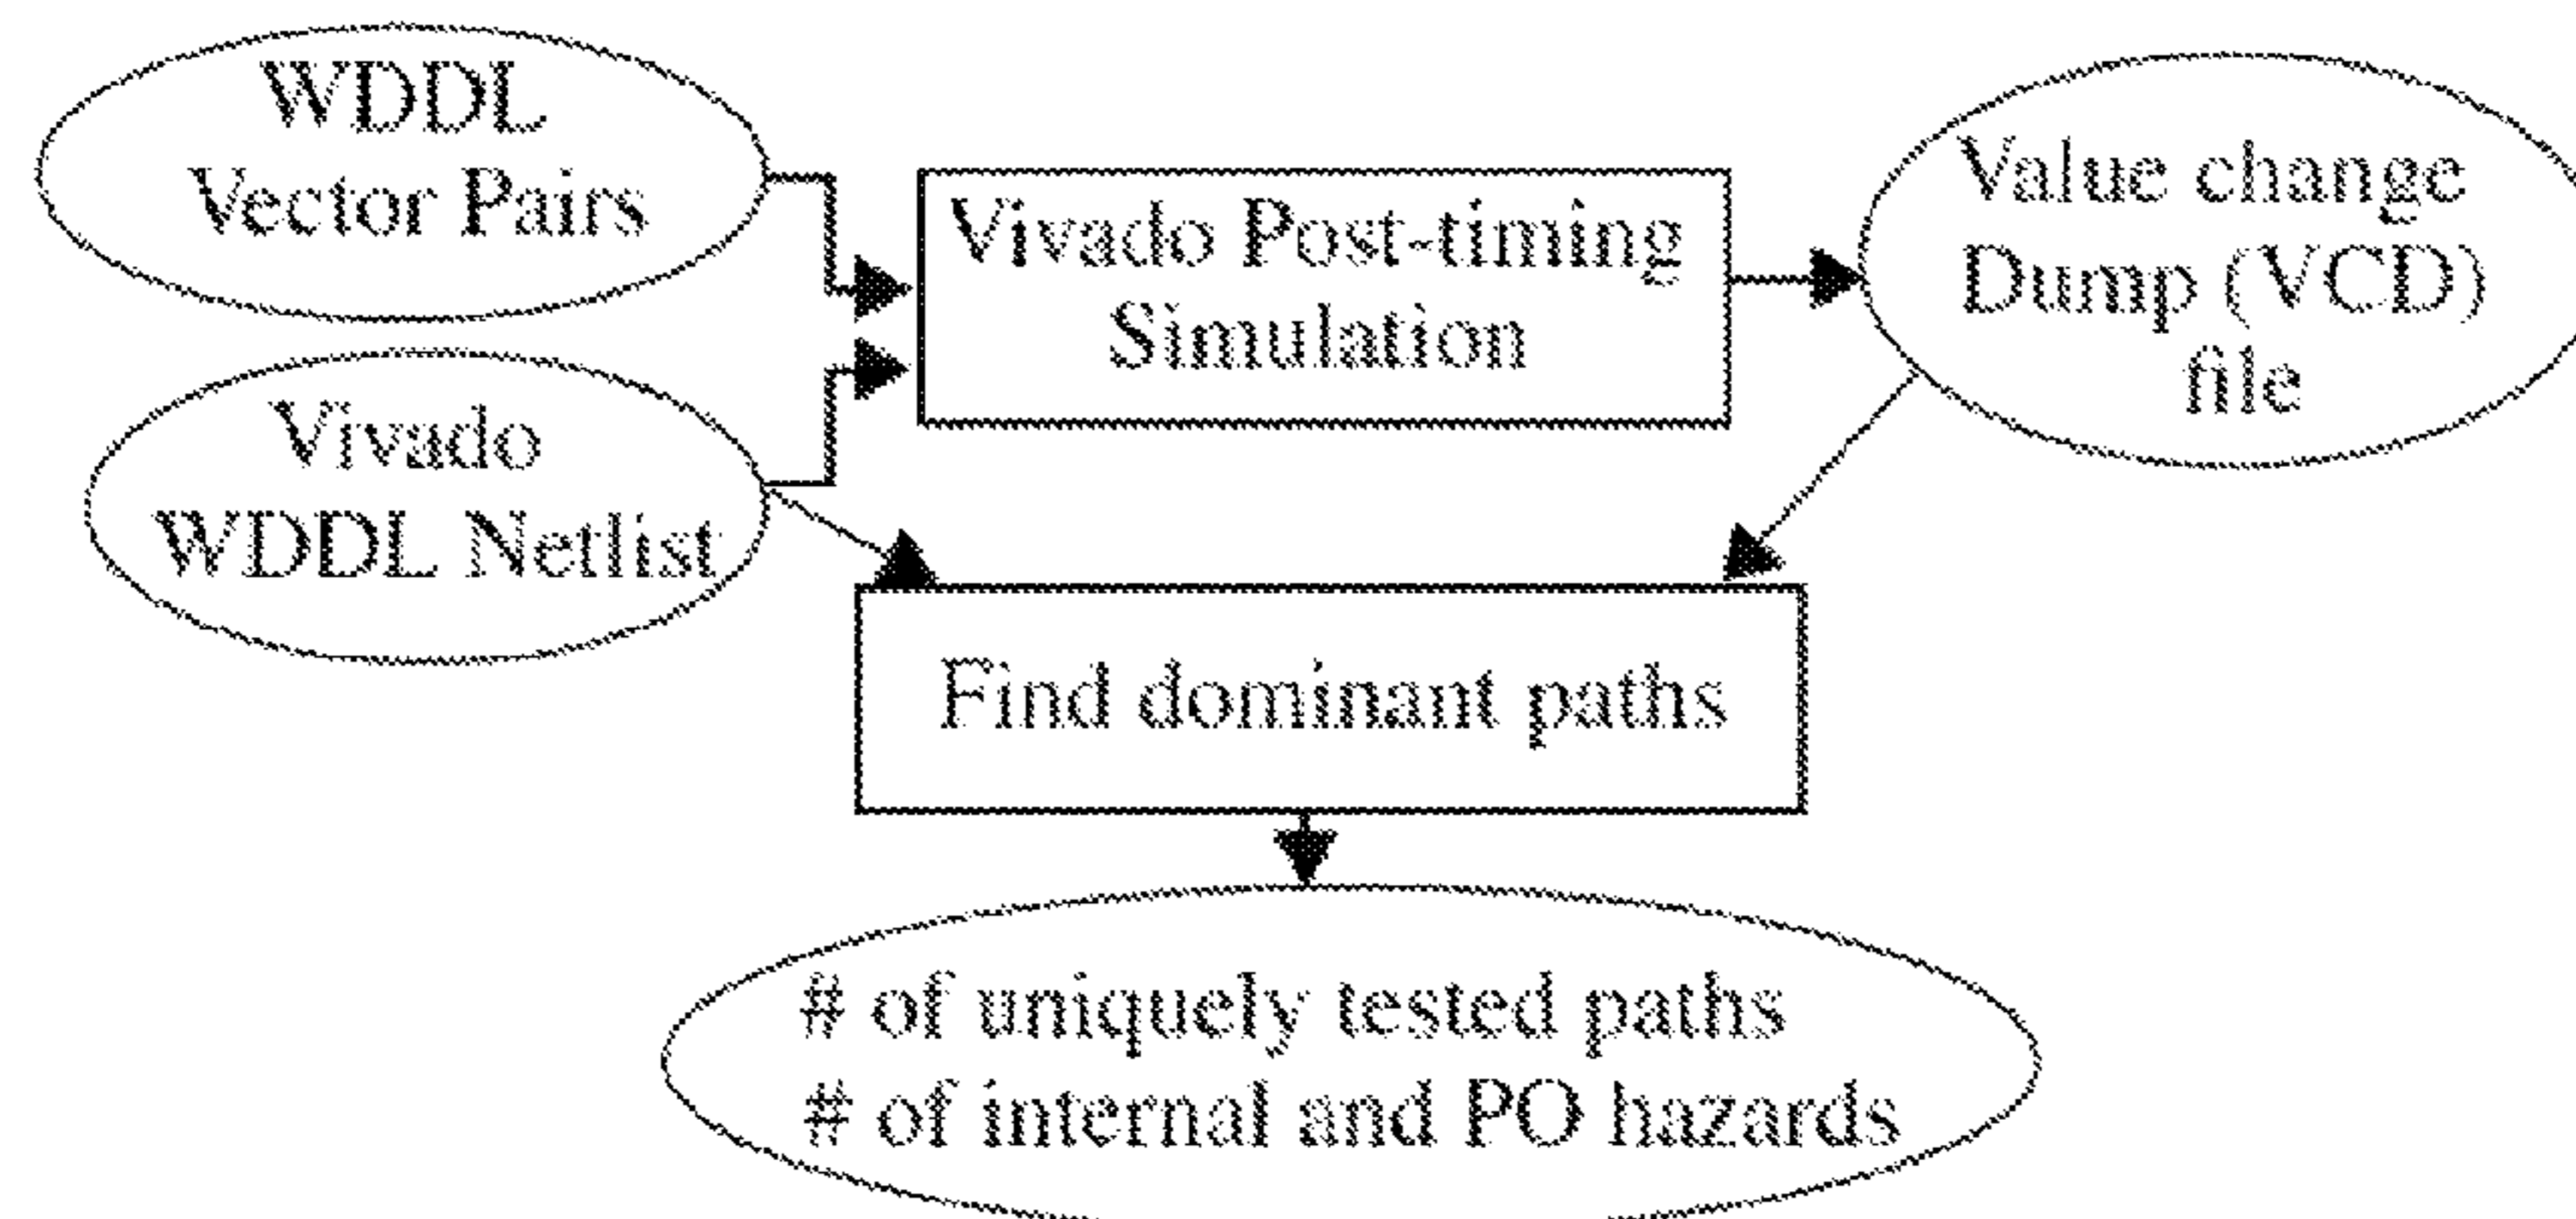 WDDL
Vector Pairs
Vivado Post-timing
Simulation
Value change
Dump (VCD)
file
Vivado
WDDL Netlist
Find dominant paths
# of uniquely tested paths
# of internal and PO hazards